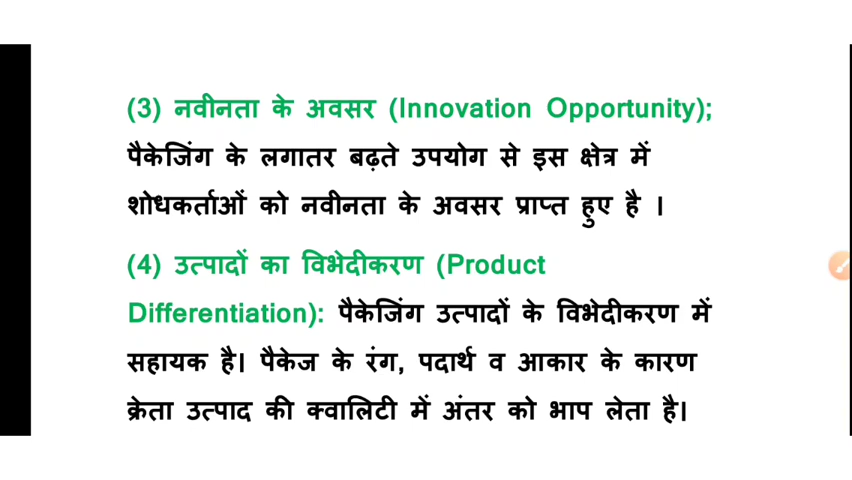 (3) नवीनता के अवसर (Innovation Opportunity);
पैकेजिंग के लगातर बढ़ते उपयोग से इस क्षेत्र में
शोधकर्ताओं को नवीनता के अवसर प्राप्त हुए है ।
(4) उत्पादों का विभेदीकरण (Product
Differentiation): पैकेजिंग उत्पादों के विभेदीकरण में
सहायक है। पैकेज के रंग, पदार्थ व आकार के कारण
क्रेता उत्पाद की क्वालिटी में अंतर को भाप लेता है।